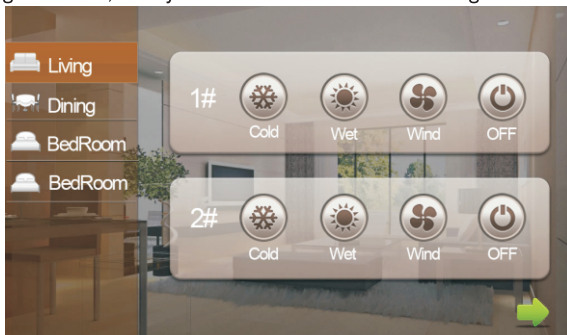 Living
Dining
BedRoom
BedRoom
1#
Cold Wet Wind OFF
2#
Cold Wet Wind OFF